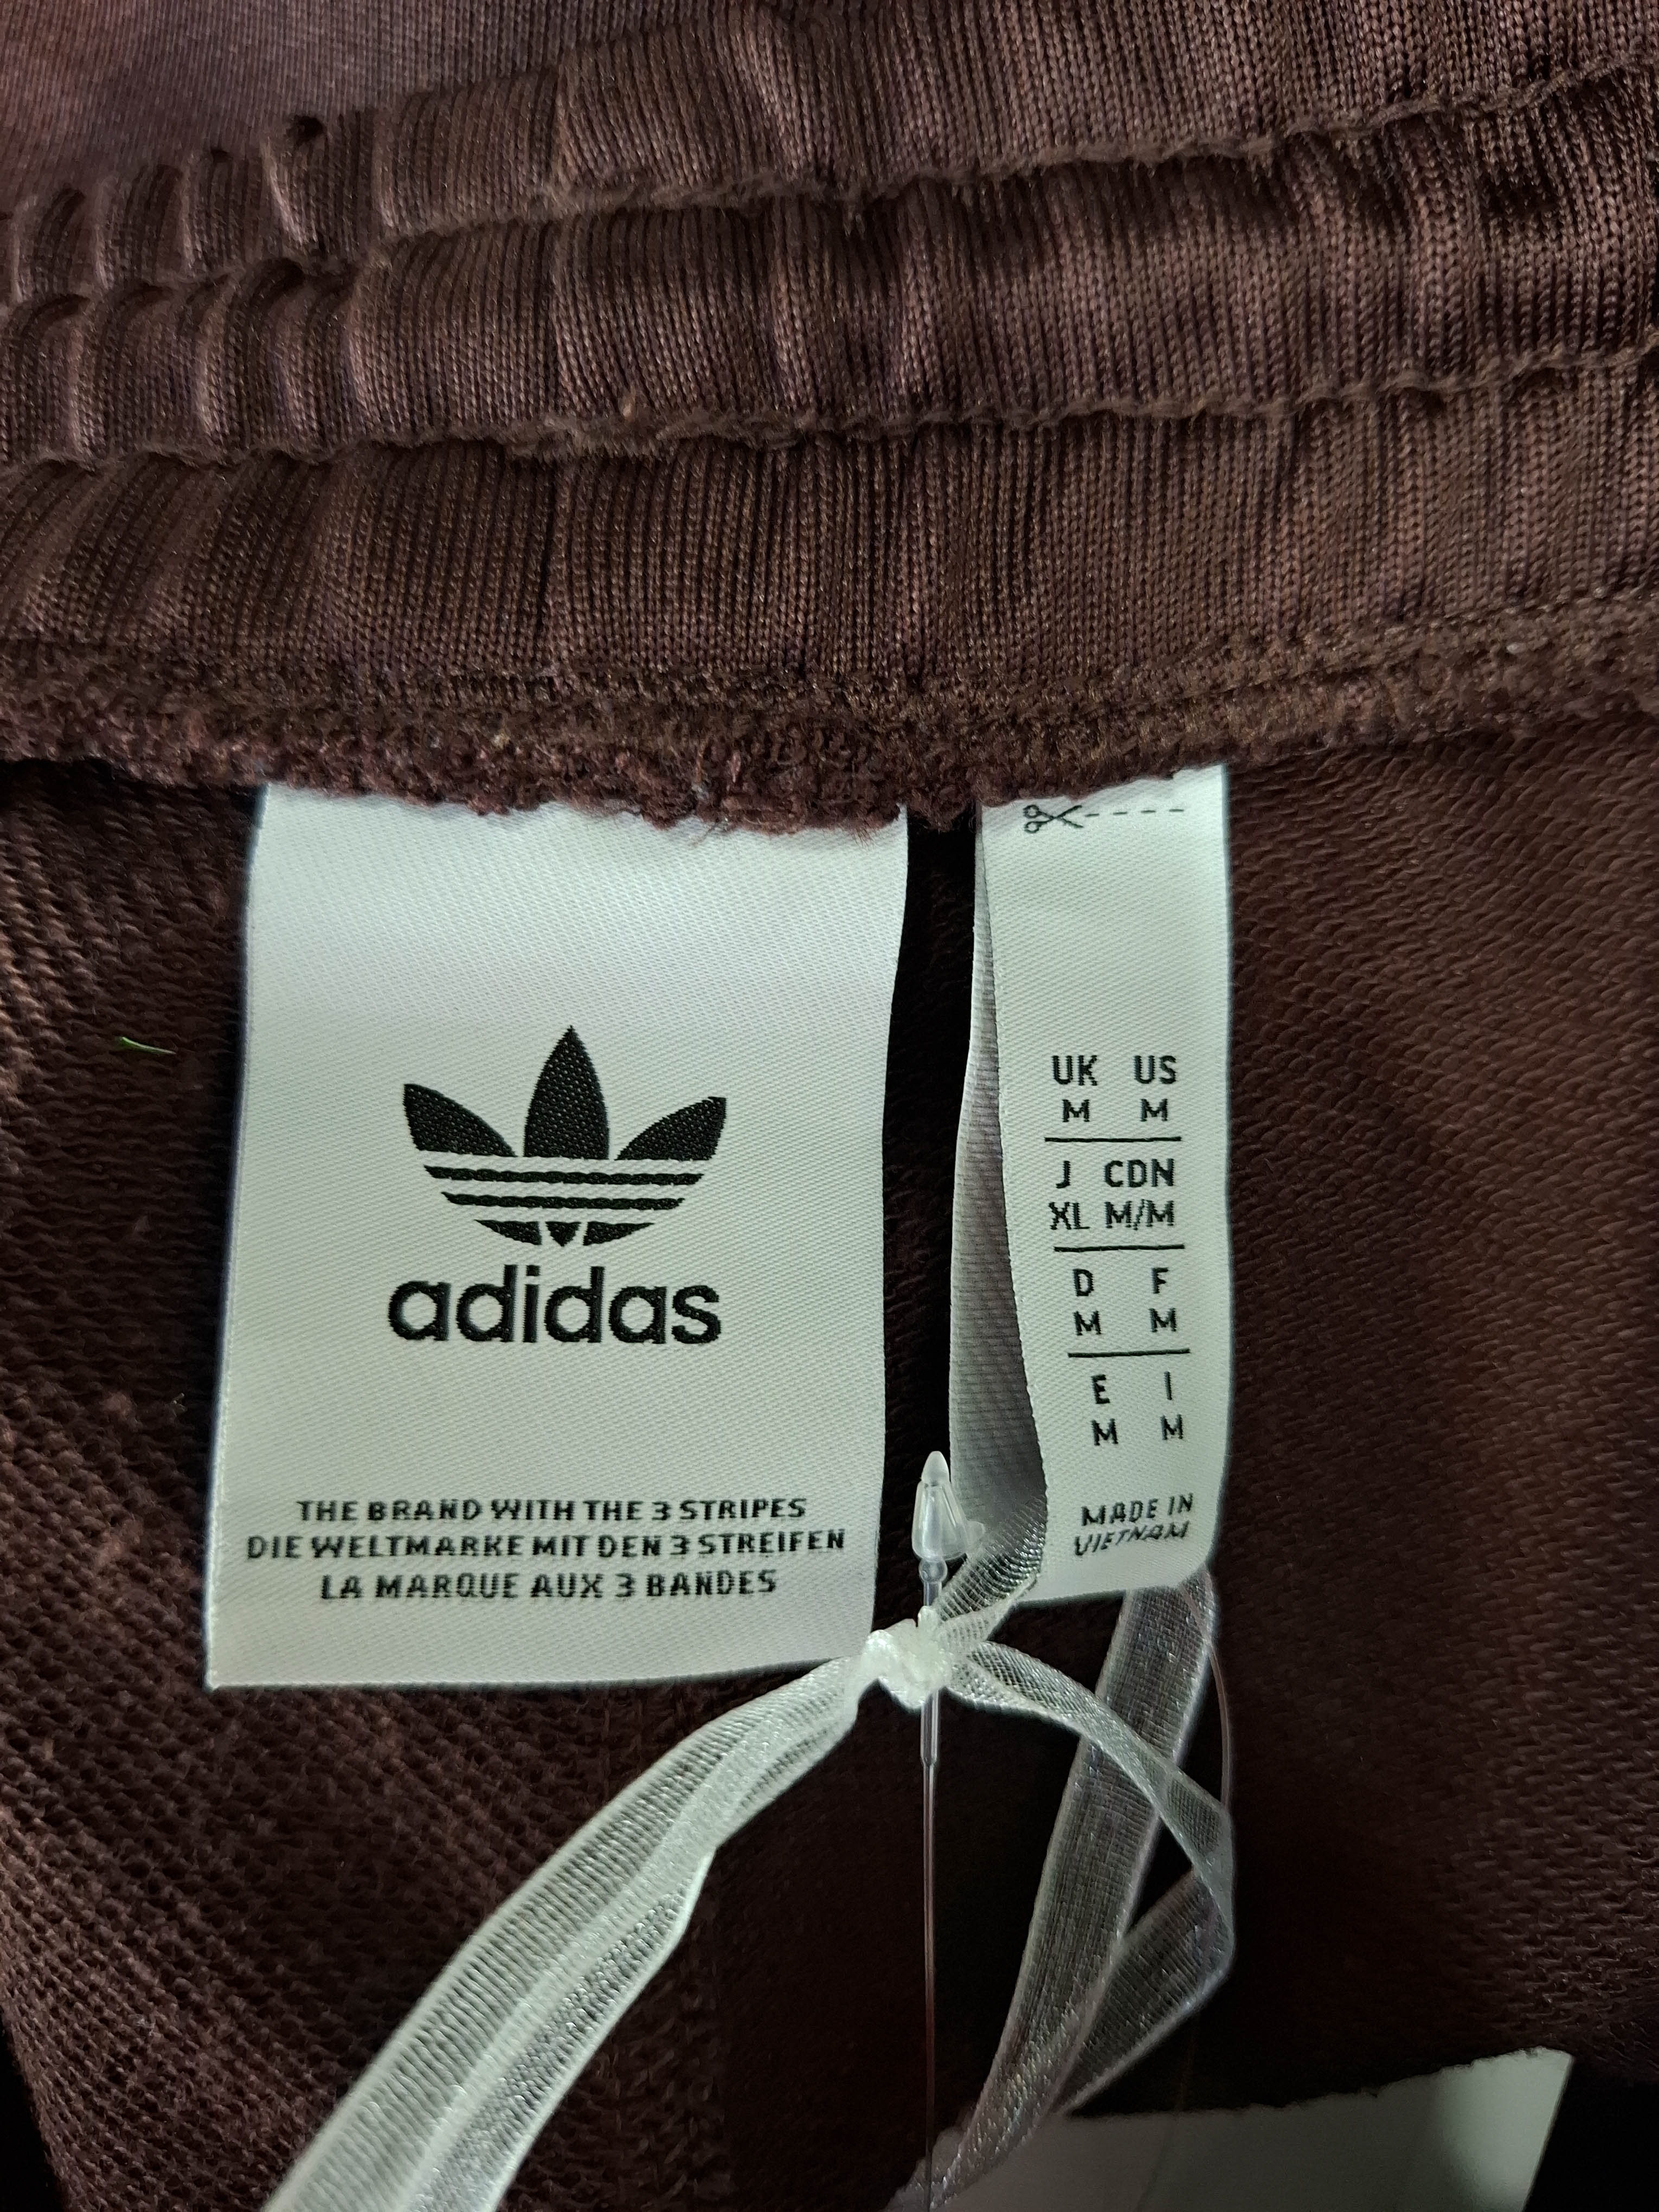 adidas
THE BRAND WITH THE 3 STRIPES
DIE WELTMARKE MIT DEN 3 STREIFEN
LA MARQUE AUX 3 BANDES
UK US
M M
J CDN
XL M/M
D F
M M
E I
M M
MADE IN
VIETNAM